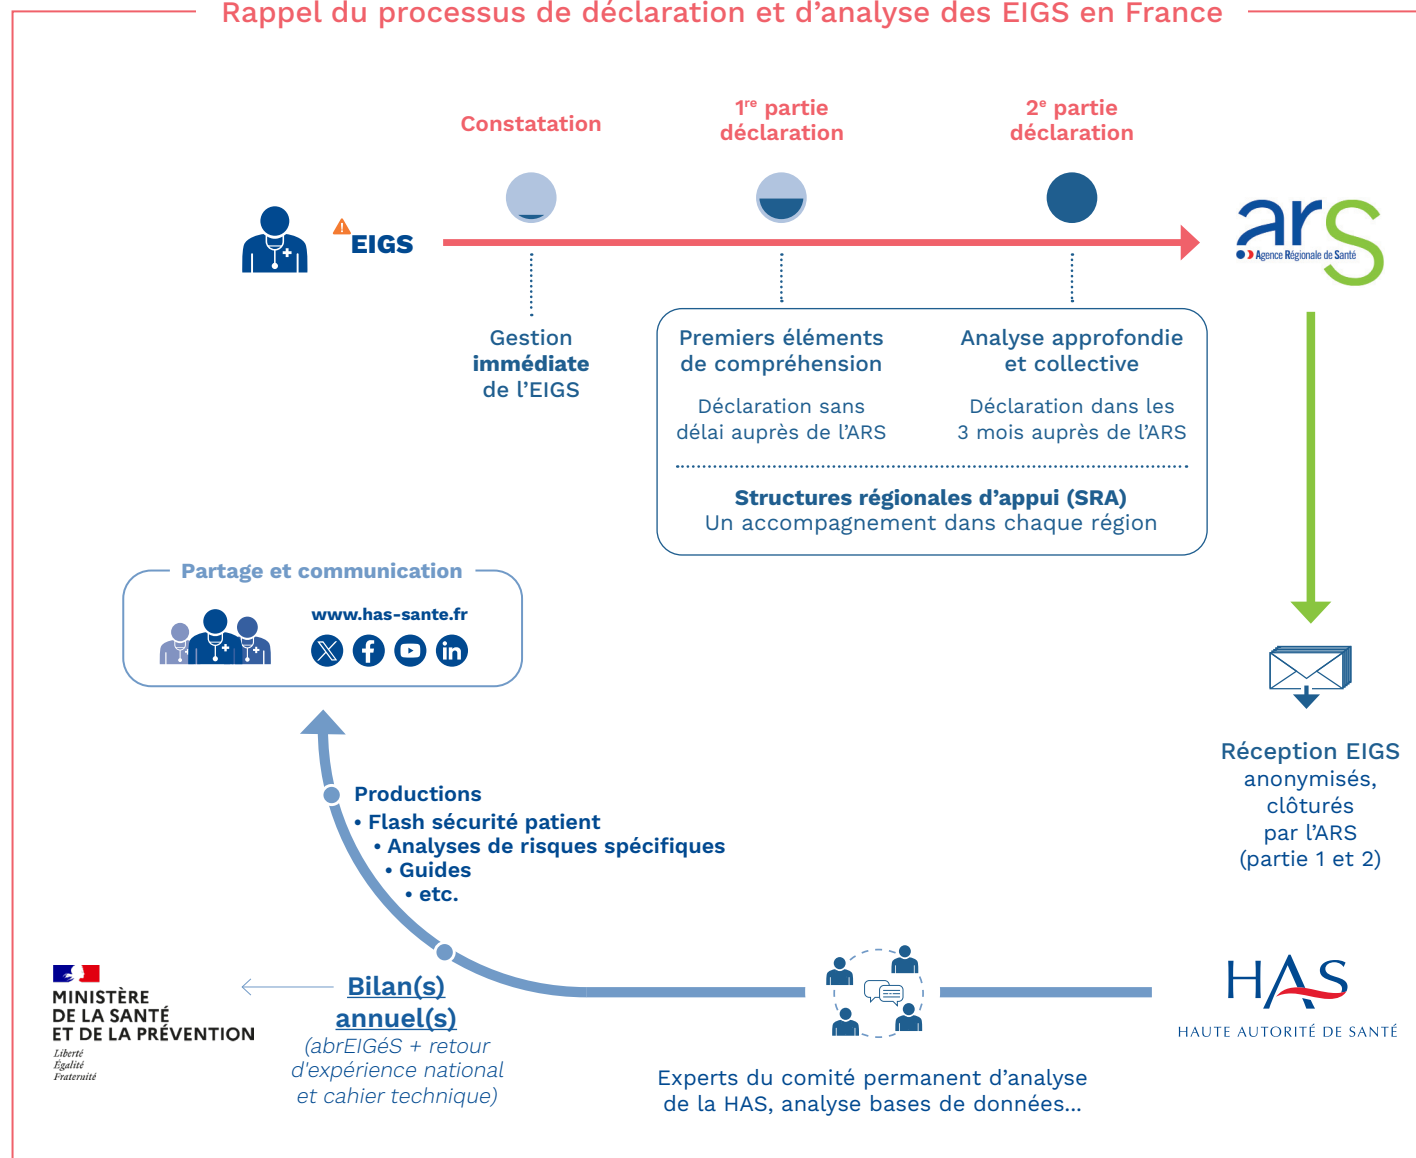 Rappel du processus de déclaration et d’analyse des EIGS en France
Constatation
1re partie
déclaration
2e partie
déclaration
EIGS
ars
Agence Régionale de Santé
Gestion
immédiate
de l’EIGS
Premiers éléments
de compréhension
Déclaration sans
délai auprès de l’ARS
Analyse approfondie
et collective
Déclaration dans les
3 mois auprès de l’ARS
Structures régionales d’appui (SRA)
Un accompagnement dans chaque région
Partage et communication
www.has-sante.fr
Réception EIGS
anonymisés,
clôturés
par l’ARS
(partie 1 et 2)
Productions
• Flash sécurité patient
• Analyses de risques spécifiques
• Guides
• etc.
HAS
HAUTE AUTORITÉ DE SANTÉ
Experts du comité permanent d’analyse
de la HAS, analyse bases de données...
Bilan(s)
annuel(s)
(abrEIGéS + retour
d'expérience national
et cahier technique)
MINISTÈRE
DE LA SANTÉ
ET DE LA PRÉVENTION
Liberté
Égalité
Fraternité